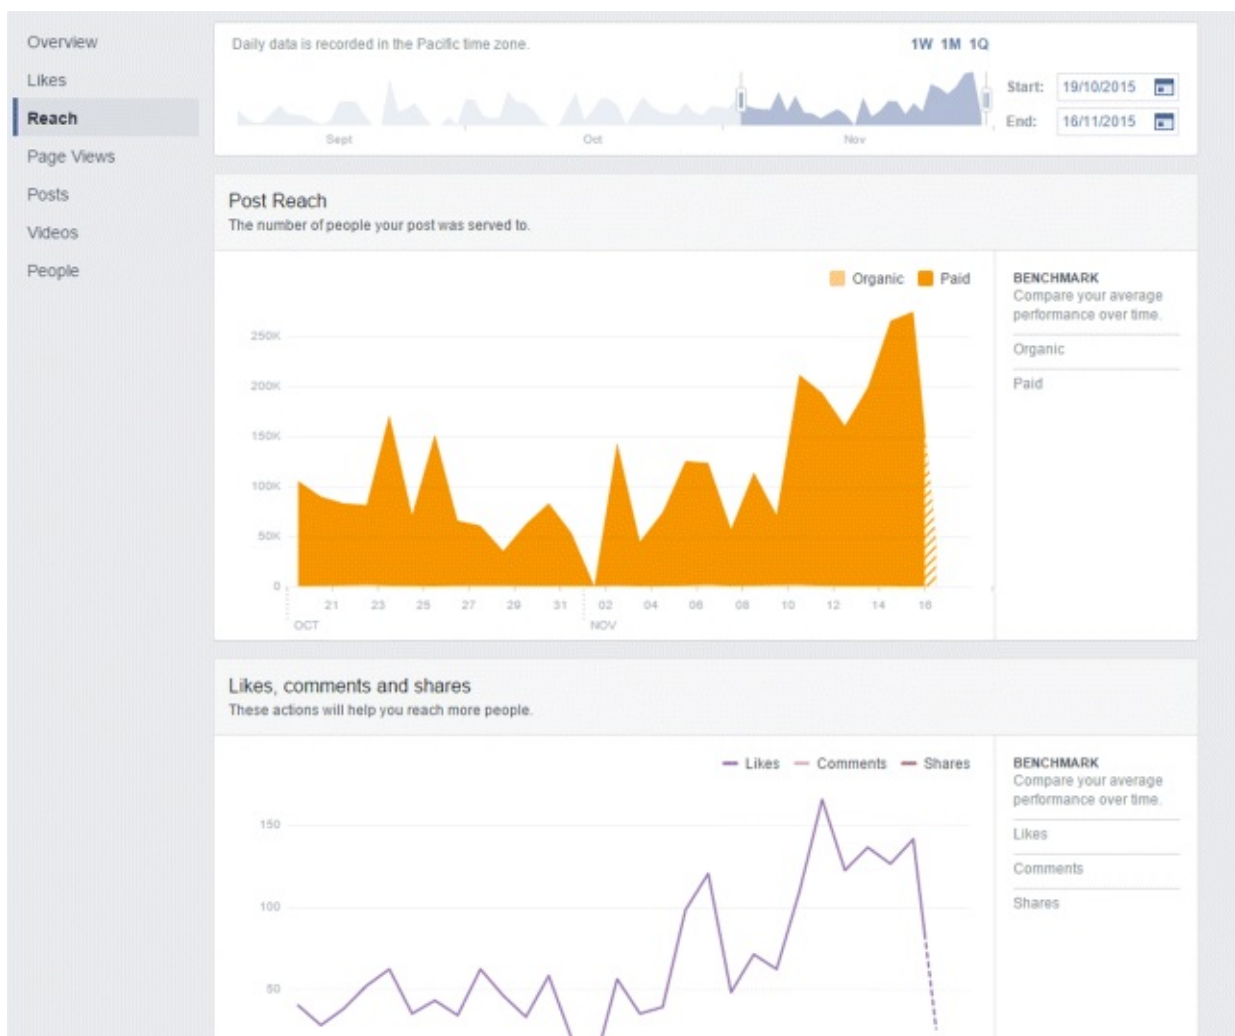 Overview
Likes
Reach
Page Views
Posts
Videos
People
Daily data is recorded in the Pacific time zone.
1W 1M 1Q
Start: 19/10/2015
End: 16/11/2015
Sept Oct Nov
Post Reach
The number of people your post was served to.
Organic Paid
250K
200K
150K
100K
50K
0
21 23 25 27 29 31 02 04 06 08 10 12 14 16
OCT NOV
BENCHMARK
Compare your average
performance over time.
Organic
Paid
Likes, comments and shares
These actions will help you reach more people.
Likes Comments Shares
150
100
50
BENCHMARK
Compare your average
performance over time.
Likes
Comments
Shares